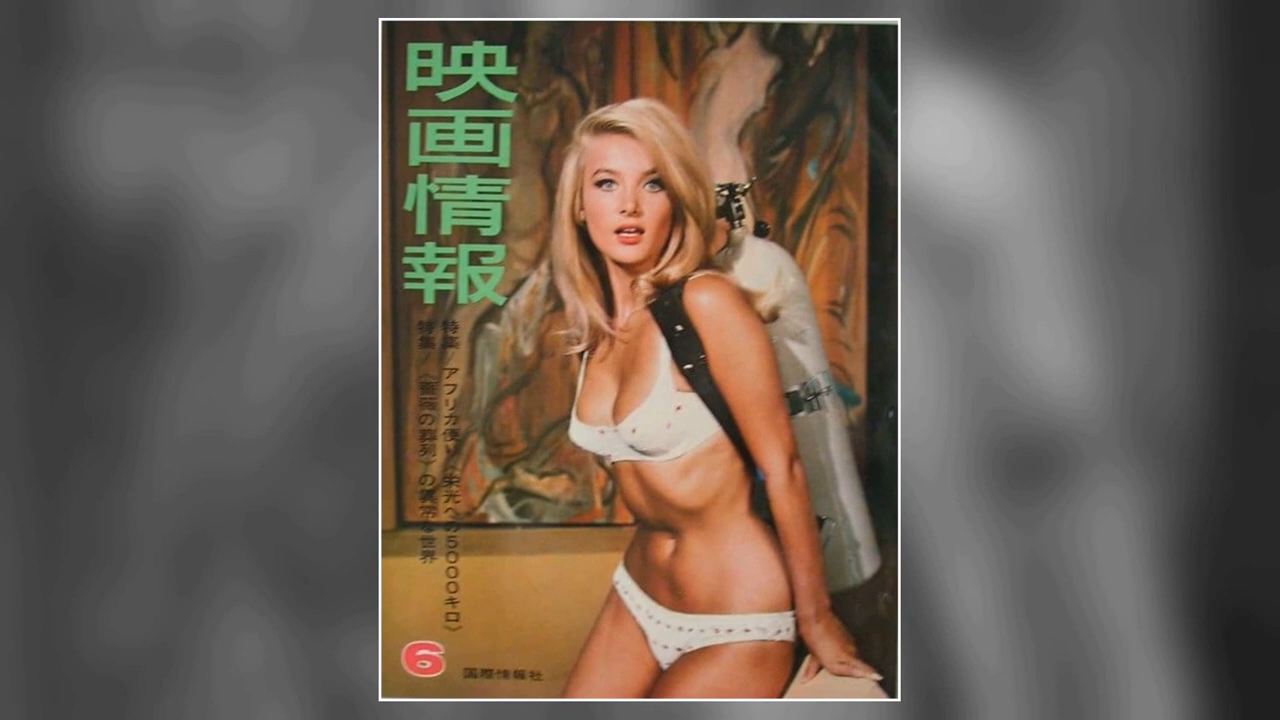 映画情報
特集/アフリカ便り〈栄光への5000キロ〉
特集/〈薔薇の葬列〉の異常な世界
6
国際情報社